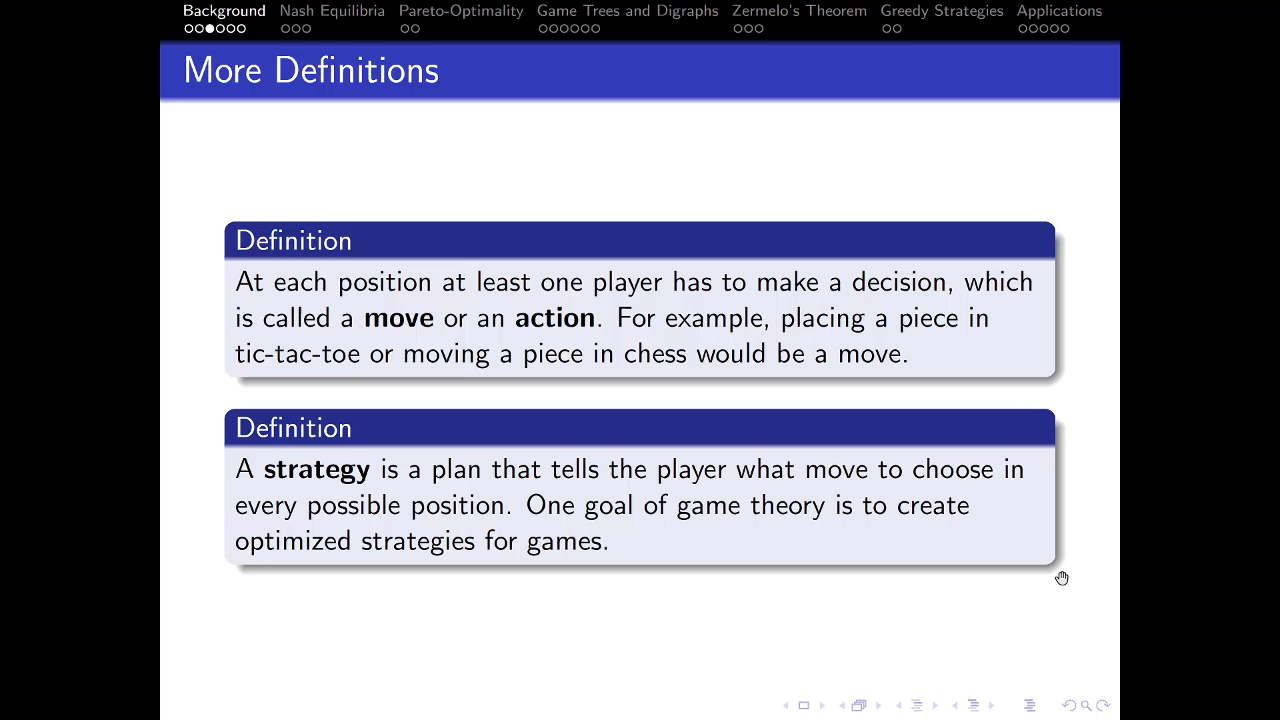 Background Nash Equilibria Pareto-Optimality Game Trees and Digraphs Zermelo's Theorem Greedy Strategies Applications
More Definitions
Definition
At each position at least one player has to make a decision, which
is called a move or an action. For example, placing a piece in
tic-tac-toe or moving a piece in chess would be a move.
Definition
A strategy is a plan that tells the player what move to choose in
every possible position. One goal of game theory is to create
optimized strategies for games.